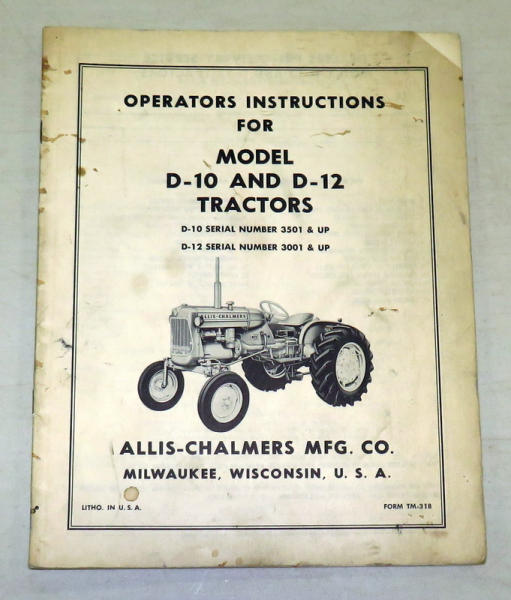 OPERATORS INSTRUCTIONS
FOR
MODEL
D-10 AND D-12
TRACTORS
D-10 SERIAL NUMBER 3501 & UP
D-12 SERIAL NUMBER 3001 & UP
ALLIS-CHALMERS
ALLIS-CHALMERS MFG. CO.
MILWAUKEE, WISCONSIN, U. S. A.
LITHO. IN U. S. A.
FORM TM-318